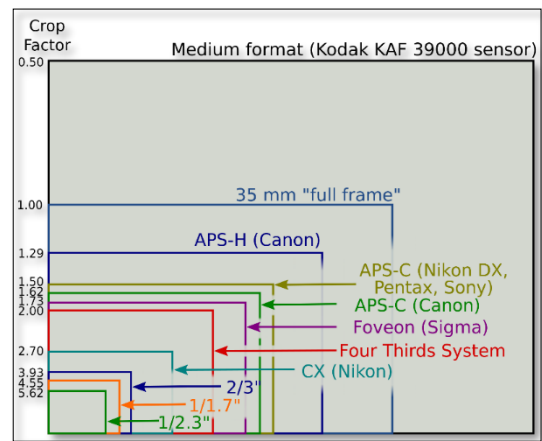 Crop
Factor
Medium format (Kodak KAF 39000 sensor)
0.50
35 mm "full frame"
1.00
APS-H (Canon)
1.29
APS-C (Nikon DX,
Pentax, Sony)
1.50
APS-C (Canon)
1.62
Foveon (Sigma)
1.73
2.00
Four Thirds System
2.70
CX (Nikon)
3.93
2/3"
4.55
1/1.7"
5.62
1/2.3"